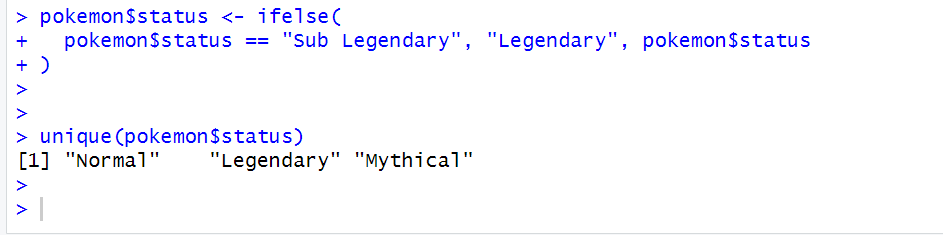 > pokemon$status <- ifelse(
+   pokemon$status == "Sub Legendary", "Legendary", pokemon$status
+ )
>
>
> unique(pokemon$status)
[1] "Normal"    "Legendary" "Mythical"
>
>